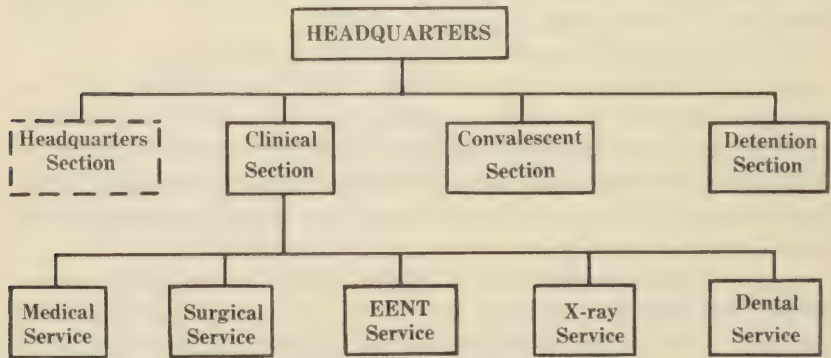 HEADQUARTERS
Headquarters
Section
Clinical
Section
Convalescent
Section
Detention
Section
Medical
Service
Surgical
Service
EENT
Service
X-ray
Service
Dental
Service